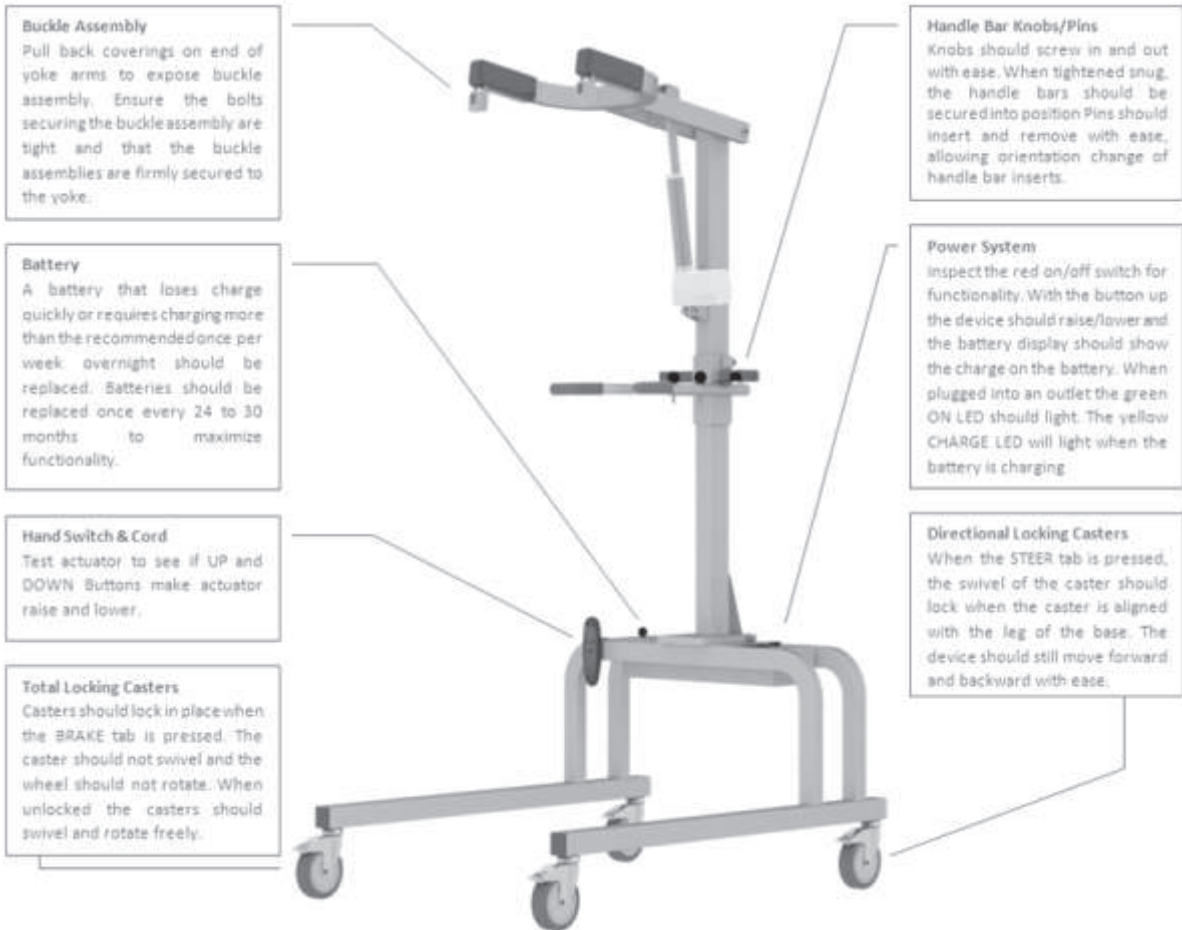 Buckle Assembly
Pull back coverings on end of
yoke arms to expose buckle
assembly. Ensure the bolts
securing the buckle assembly are
tight and that the buckle
assemblies are firmly secured to
the yoke.
Battery
A battery that loses charge
quickly or requires charging more
than the recommended once per
week overnight should be
replaced. Batteries should be
replaced once every 24 to 30
months to maximize
functionality.
Hand Switch & Cord
Test actuator to see if UP and
DOWN Buttons make actuator
raise and lower.
Total Locking Casters
Casters should lock in place when
the BRAKE tab is pressed. The
caster should not swivel and the
wheel should not rotate. When
unlocked the casters should
swivel and rotate freely.
Handle Bar Knobs/Pins
Knobs should screw in and out
with ease. When tightened snug,
the handle bars should be
secured into position Pins should
insert and remove with ease,
allowing orientation change of
handle bar inserts.
Power System
Inspect the red on/off switch for
functionality. With the button up
the device should raise/lower and
the battery display should show
the charge on the battery. When
plugged into an outlet the green
ON LED should light. The yellow
CHARGE LED will light when the
battery is charging
Directional Locking Casters
When the STEER tab is pressed,
the swivel of the caster should
lock when the caster is aligned
with the leg of the base. The
device should still move forward
and backward with ease.